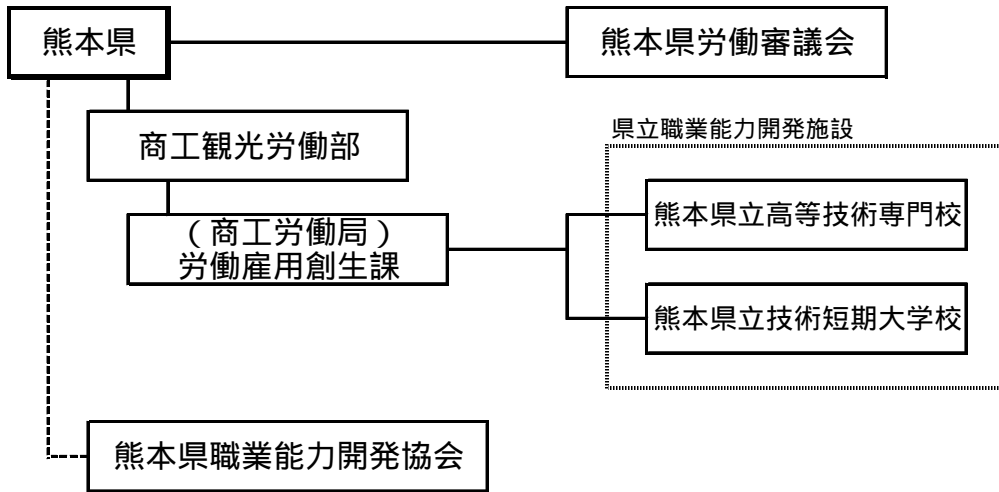 熊本県
熊本県労働審議会
商工観光労働部
県立職業能力開発施設
熊本県立高等技術専門校
（商工労働局）
労働雇用創生課
熊本県立技術短期大学校
熊本県職業能力開発協会